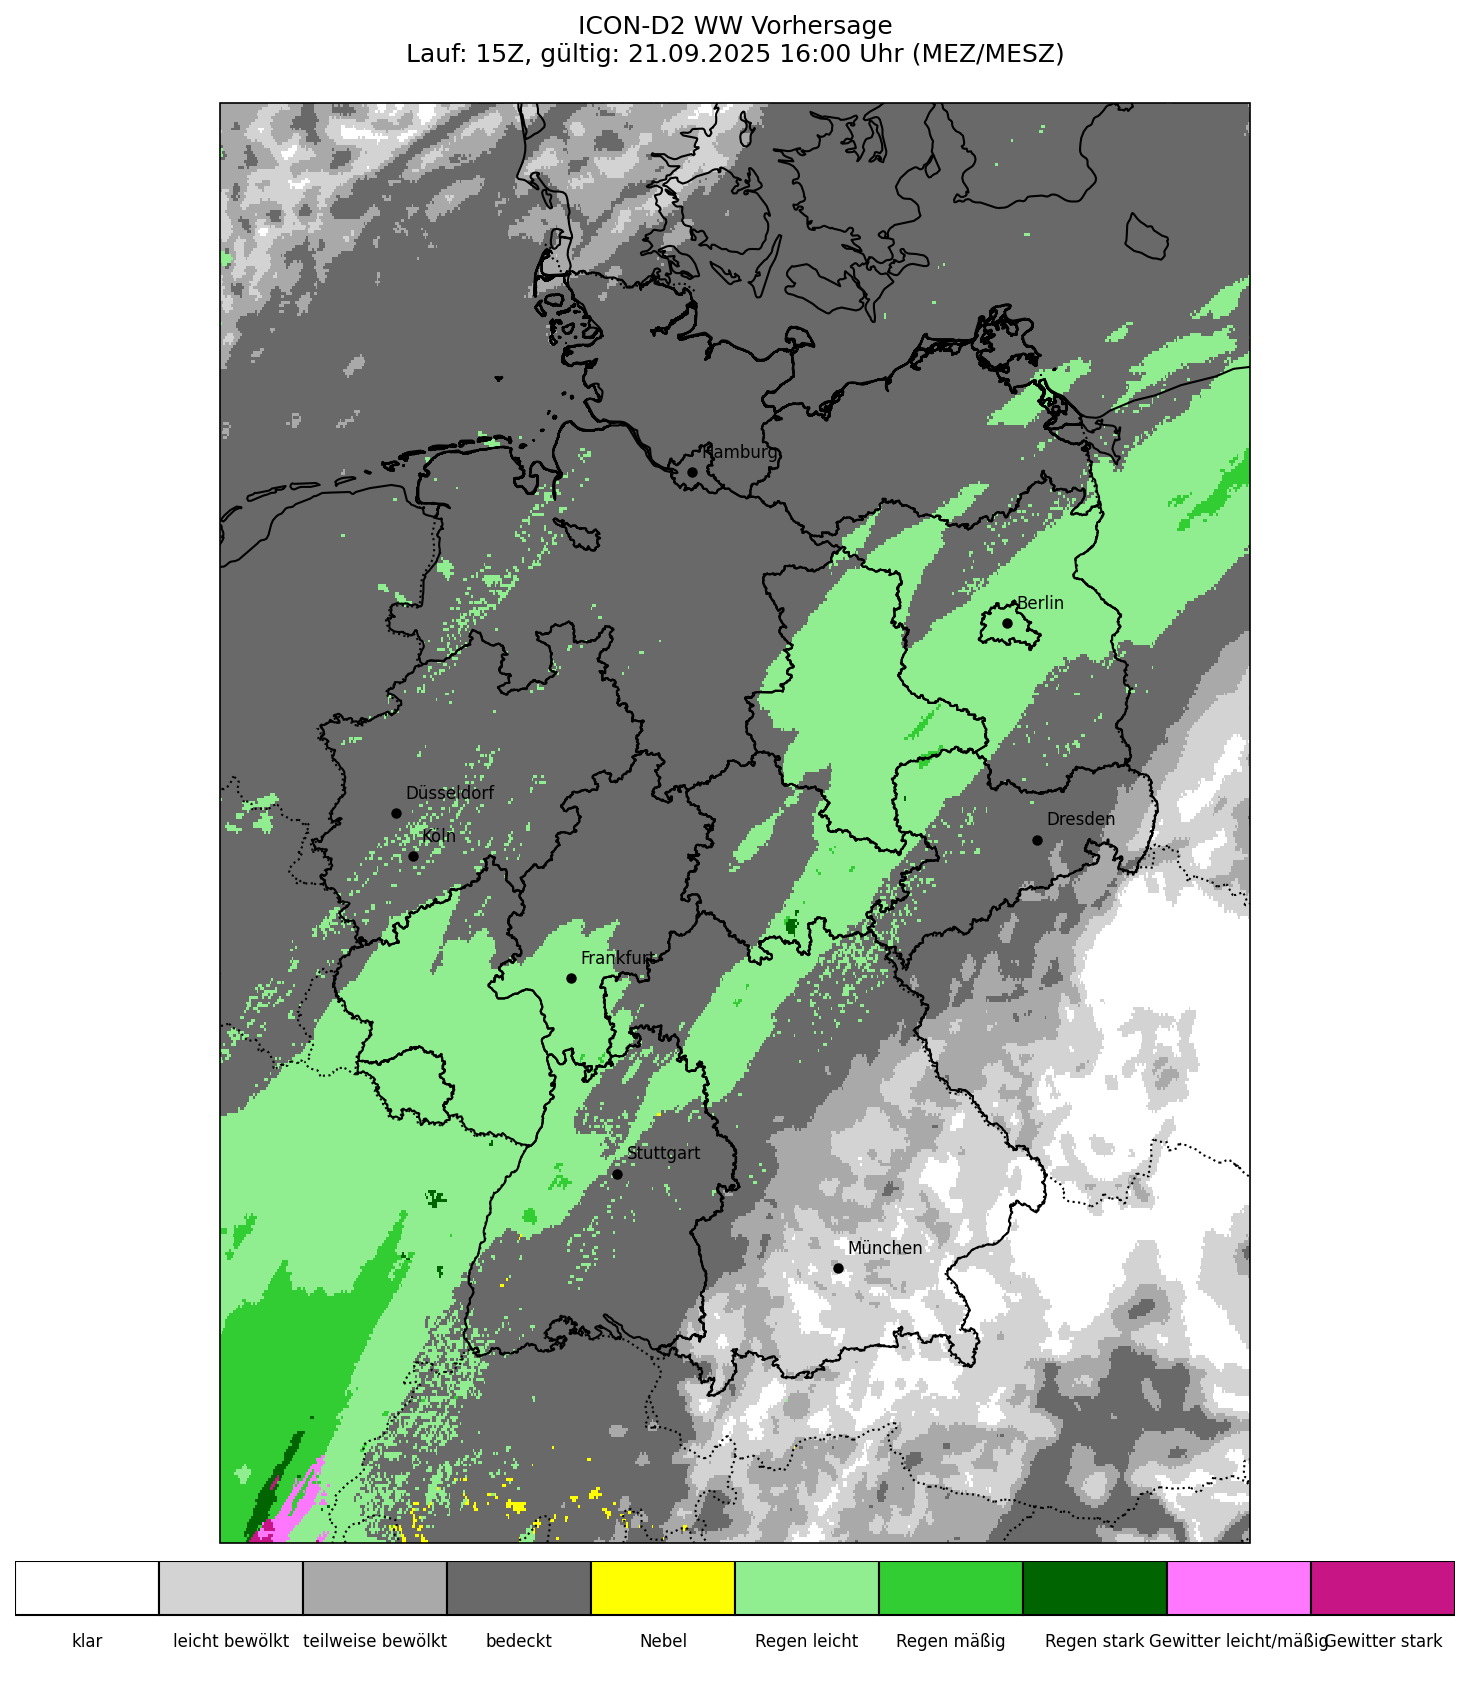 ICON-D2 WW Vorhersage
Lauf: 15Z, gültig: 21.09.2025 16:00 Uhr (MEZ/MESZ)
Hamburg
Berlin
Düsseldorf
Dresden
Köln
Frankfurt
Stuttgart
München
klar
leicht bewölkt
teilweise bewölkt
bedeckt
Nebel
Regen leicht
Regen mäßig
Regen stark
Gewitter leicht/mäßig
Gewitter stark